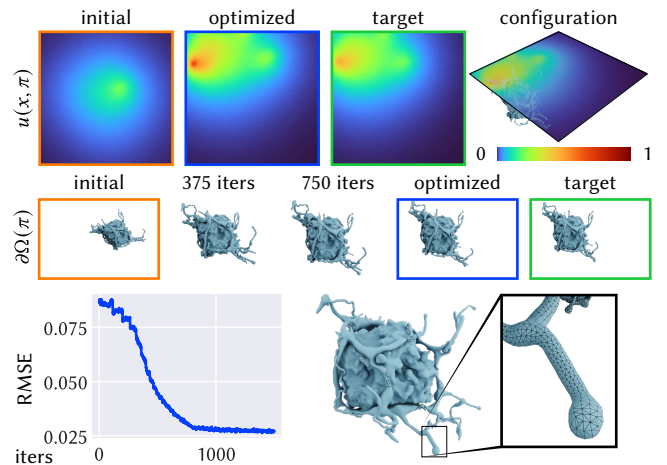 initial optimized target configuration
u(x, π)
0 1
initial 375 iters 750 iters optimized target
∂Ω(π)
0.075
0.050
0.025
RMSE
iters 0 1000